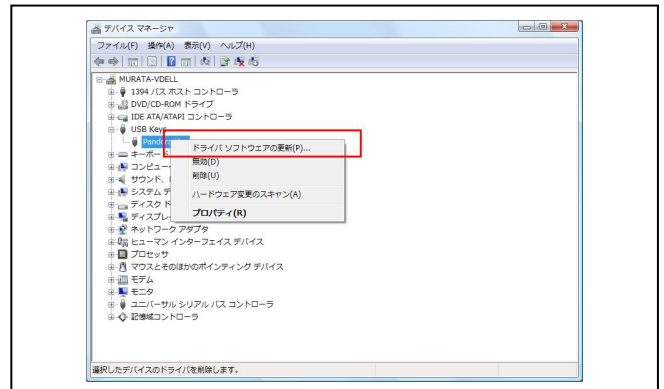 デバイス マネージャ
ファイル(F) 操作(A) 表示(V) ヘルプ(H)
MURATA-VDELL
1394 バス ホスト コントローラ
DVD/CD-ROM ドライブ
IDE ATA/ATAPI コントローラ
USB Keys
ドライバ ソフトウェアの更新(P)...
キーボード
無効(D)
削除(U)
サウンド、
ハードウェア変更のスキャン(A)
プロパティ(R)
ネットワーク アダプタ
ヒューマン インターフェイス デバイス
プロセッサ
マウスとそのほかのポインティング デバイス
モデム
モニタ
ユニバーサル シリアル バス コントローラ
記憶域コントローラ
選択したデバイスのドライバを削除します。